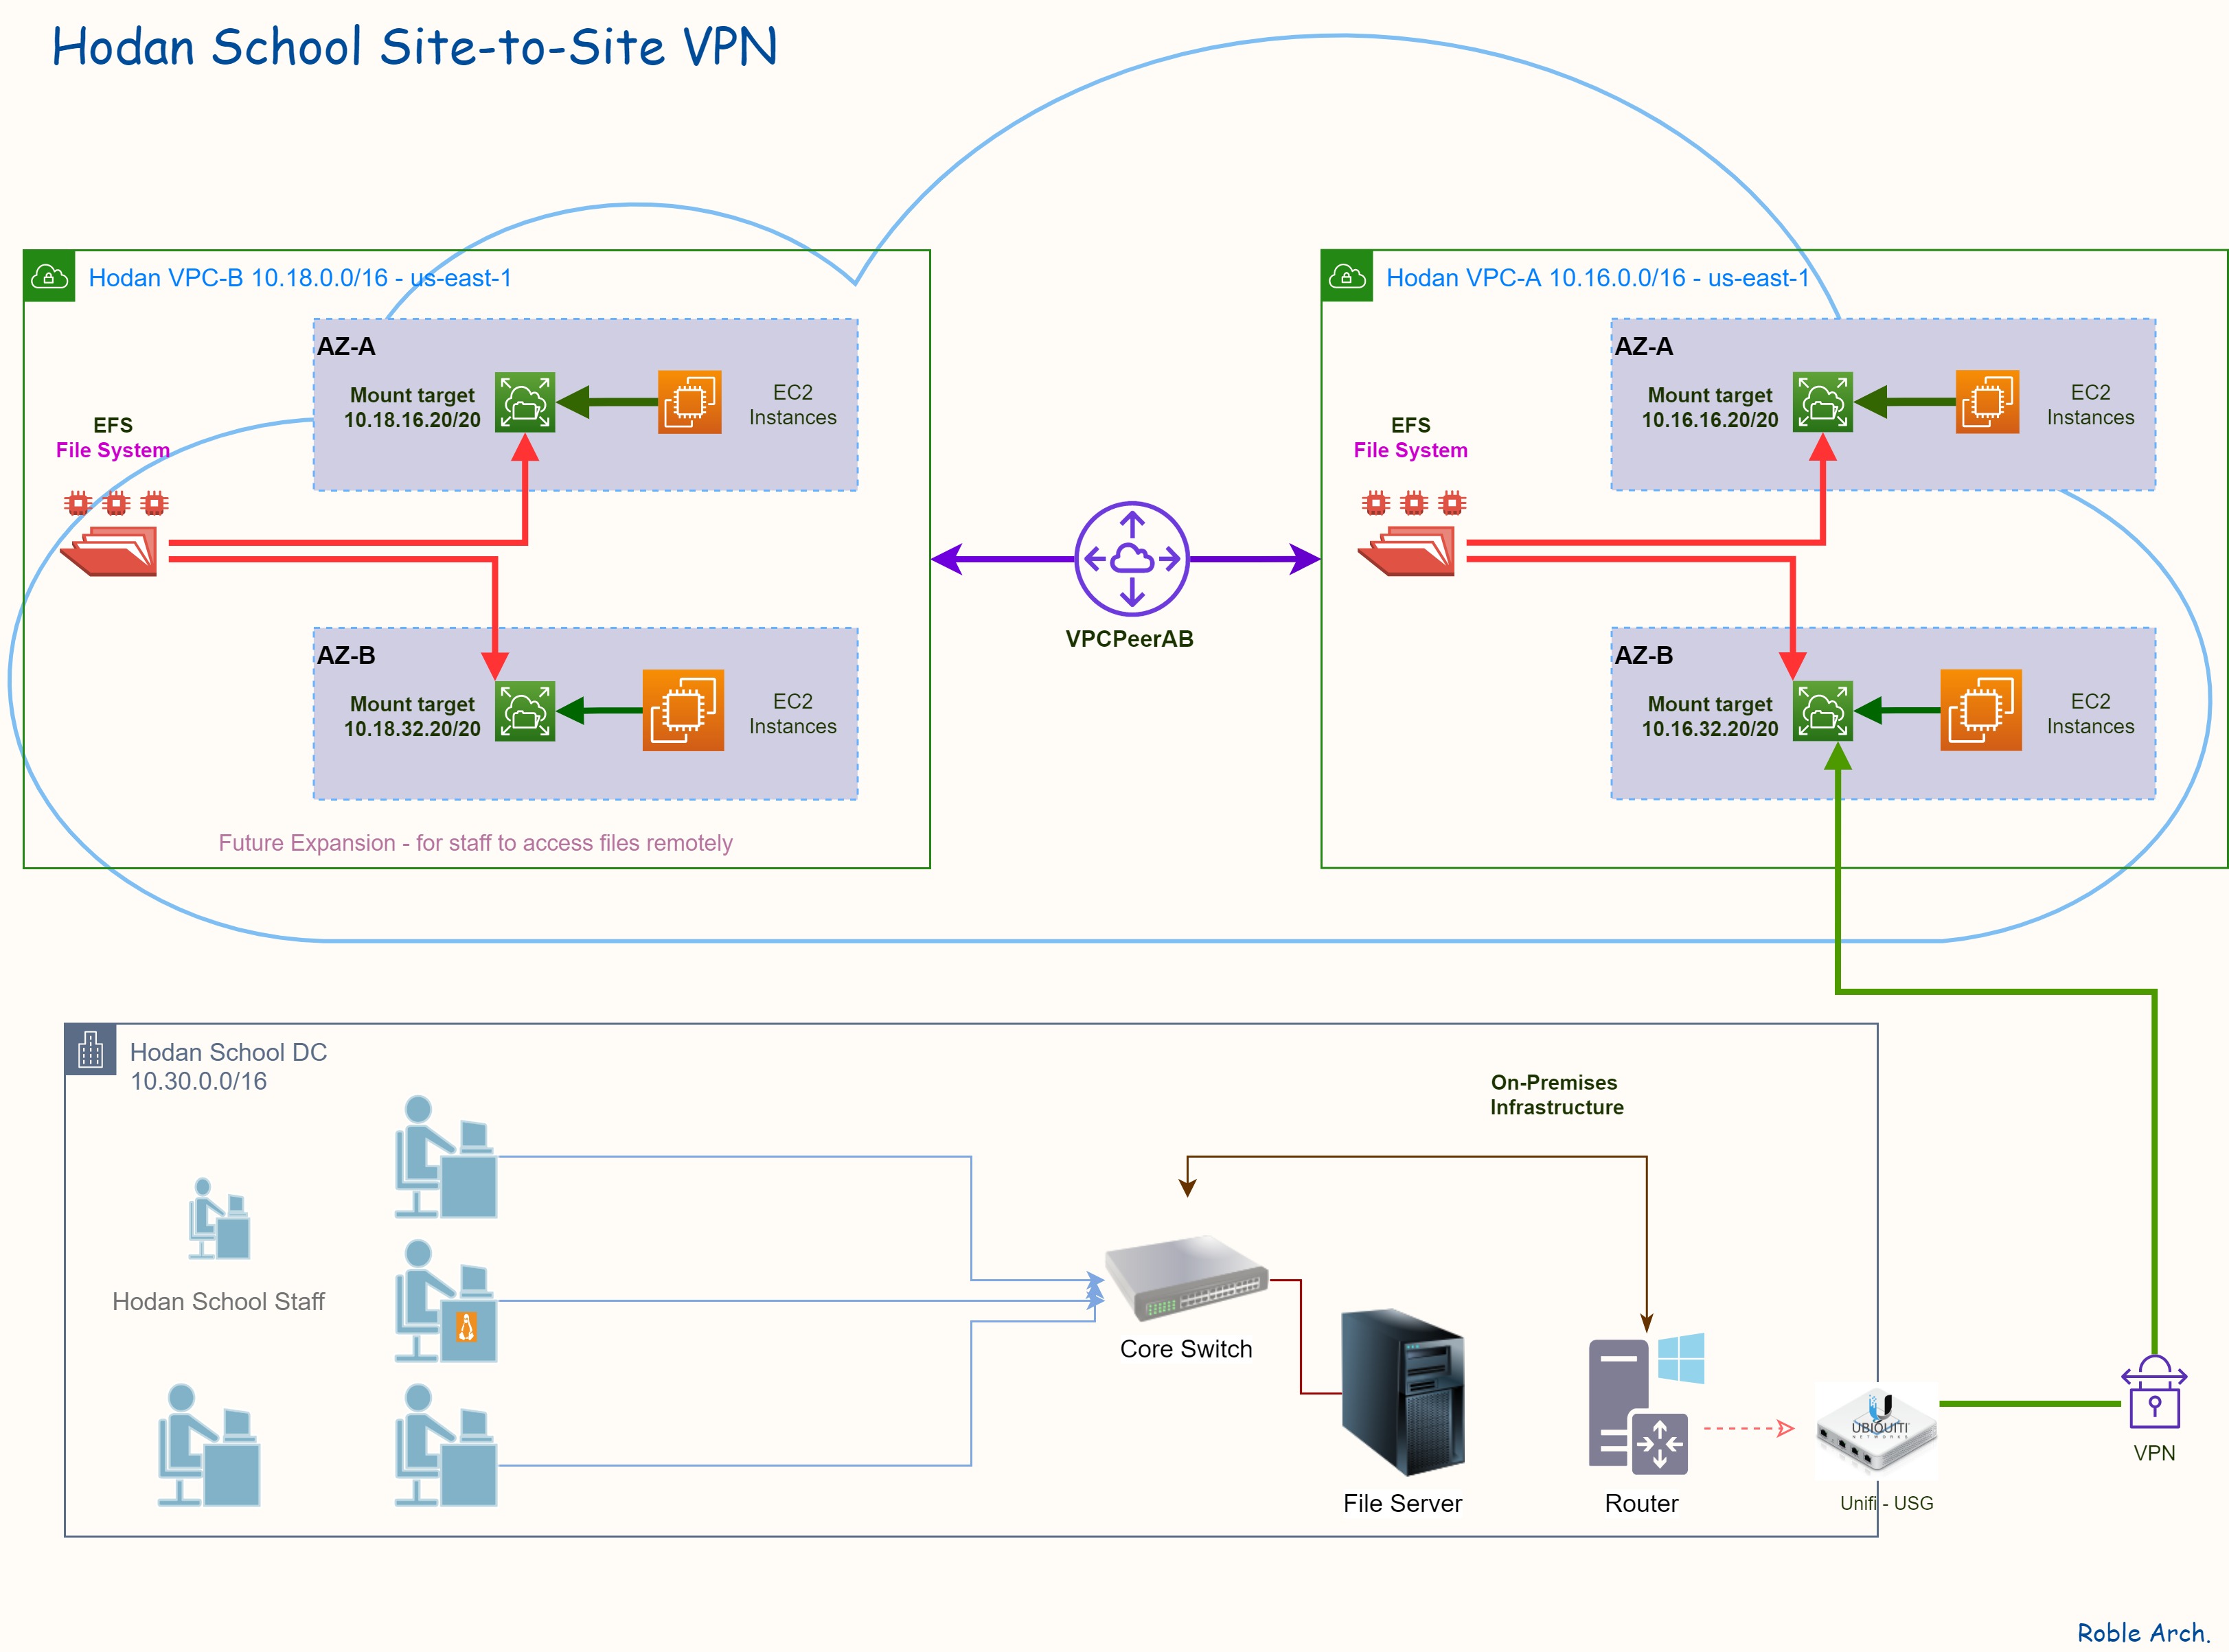 Hodan School Site-to-Site VPN
Hodan VPC-B 10.18.0.0/16 - us-east-1
AZ-A
Mount target
10.18.16.20/20
EC2
Instances
EFS
File System
AZ-B
Mount target
10.18.32.20/20
EC2
Instances
Future Expansion - for staff to access files remotely
VPCPeerAB
Hodan VPC-A 10.16.0.0/16 - us-east-1
AZ-A
Mount target
10.16.16.20/20
EC2
Instances
EFS
File System
AZ-B
Mount target
10.16.32.20/20
EC2
Instances
Hodan School DC
10.30.0.0/16
On-Premises
Infrastructure
Hodan School Staff
Core Switch
File Server
Router
UBIQUITI
NETWORKS
Unifi - USG
VPN
Roble Arch.